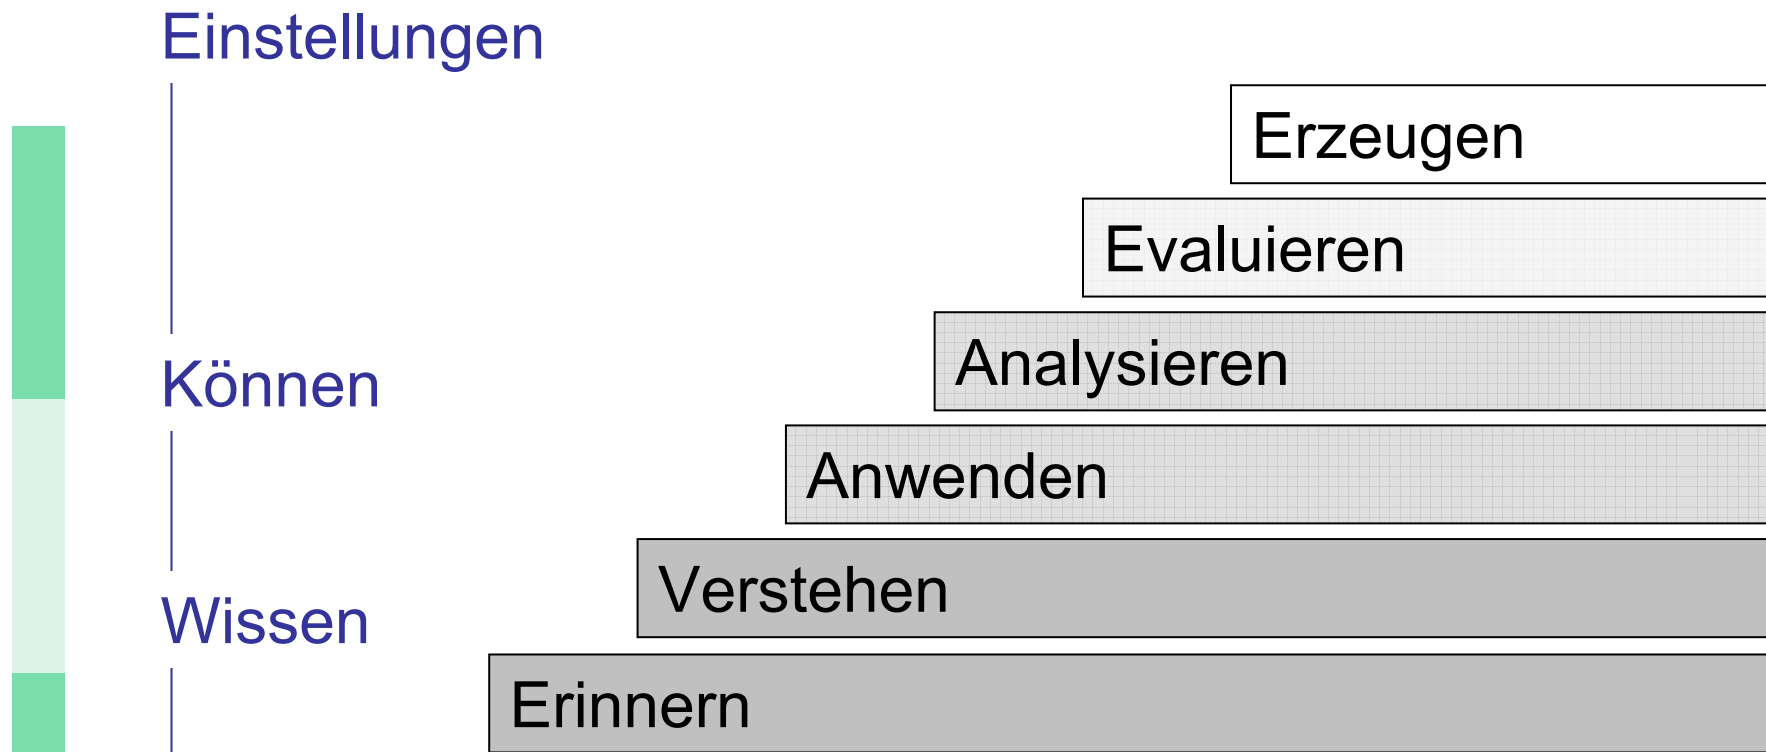 Einstellungen
Erzeugen
Evaluieren
Analysieren
Können
Anwenden
Verstehen
Wissen
Erinnern